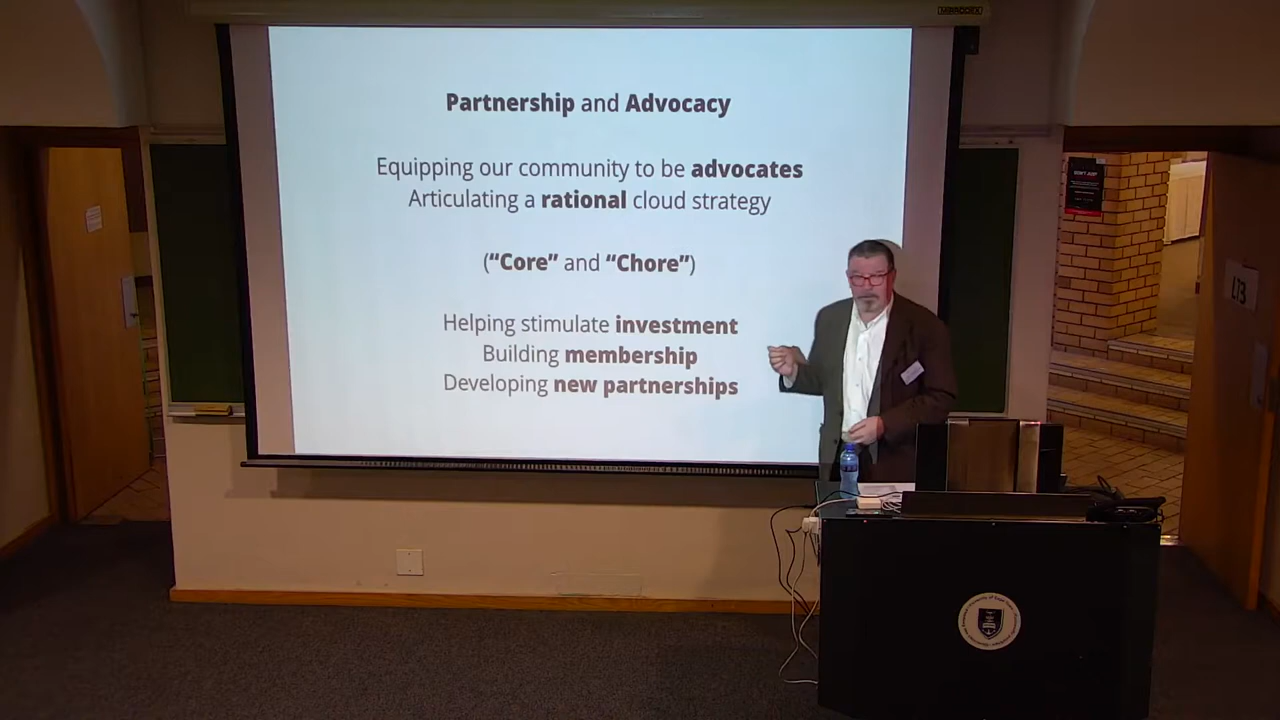 Partnership and Advocacy
Equipping our community to be advocates
Articulating a rational cloud strategy
(“Core” and “Chore”)
Helping stimulate investment
Building membership
Developing new partnerships
LT3